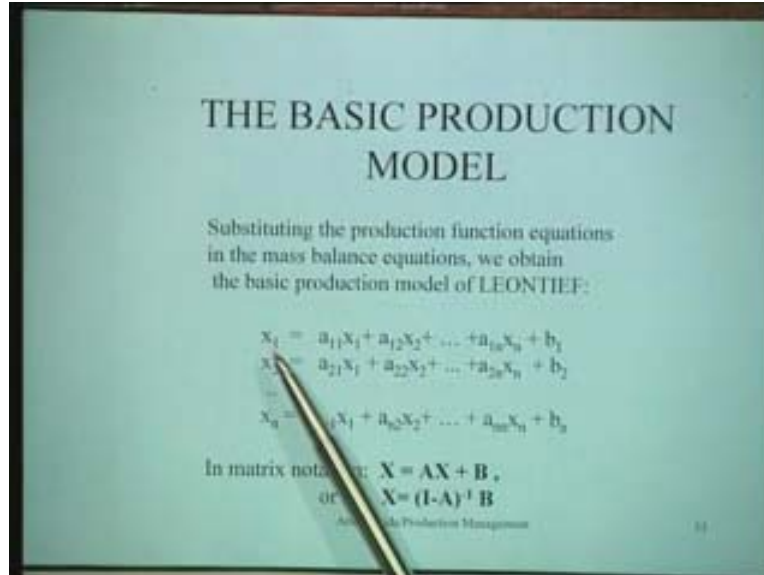 THE BASIC PRODUCTION
MODEL
Substituting the production function equations
in the mass balance equations, we obtain
the basic production model of LEONTIEF:
x₁ = a₁₁x₁+ a₁₂x₂+ ... +a₁ₙxₙ + b₁
= a₂₁x₁ + a₂₂x₂+ ... +a₂ₙxₙ + b₂
xₙ = x₁ + aₙ₂x₂+ ... + aₙₙxₙ + bₙ
In matrix X = AX + B ,
or X= (I-A)⁻¹ B
Production Management